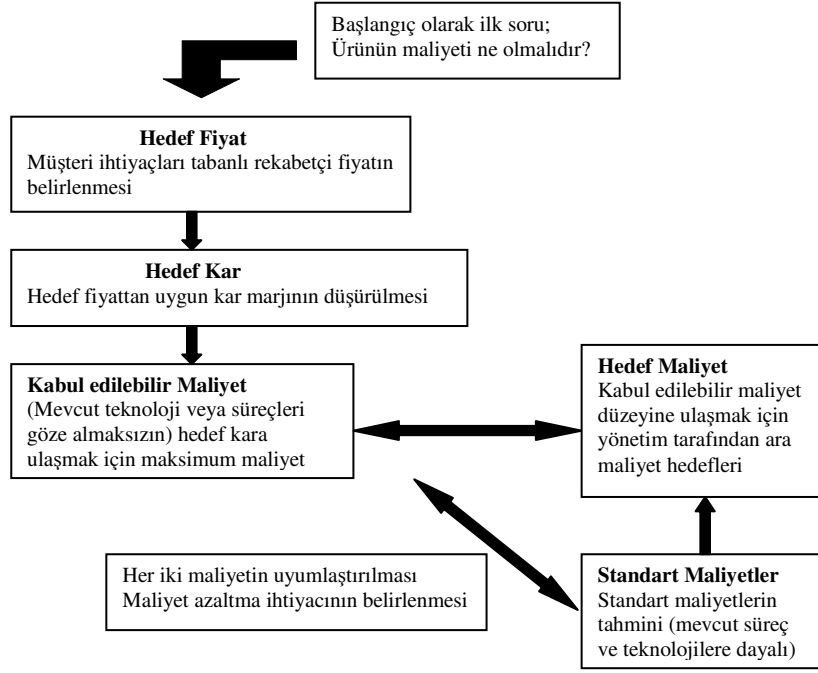 Başlangıç olarak ilk soru;
Ürünün maliyeti ne olmalıdır?
Hedef Fiyat
Müşteri ihtiyaçları tabanlı rekabetçi fiyatın
belirlenmesi
Hedef Kar
Hedef fiyattan uygun kar marjının düşürülmesi
Kabul edilebilir Maliyet
(Mevcut teknoloji veya süreçleri
göze almaksızın) hedef kara
ulaşmak için maksimum maliyet
Hedef Maliyet
Kabul edilebilir maliyet
düzeyine ulaşmak için
yönetim tarafından ara
maliyet hedefleri
Her iki maliyetin uyumlaştırılması
Maliyet azaltma ihtiyacının belirlenmesi
Standart Maliyetler
Standart maliyetlerin
tahmini (mevcut süreç
ve teknolojilere dayalı)